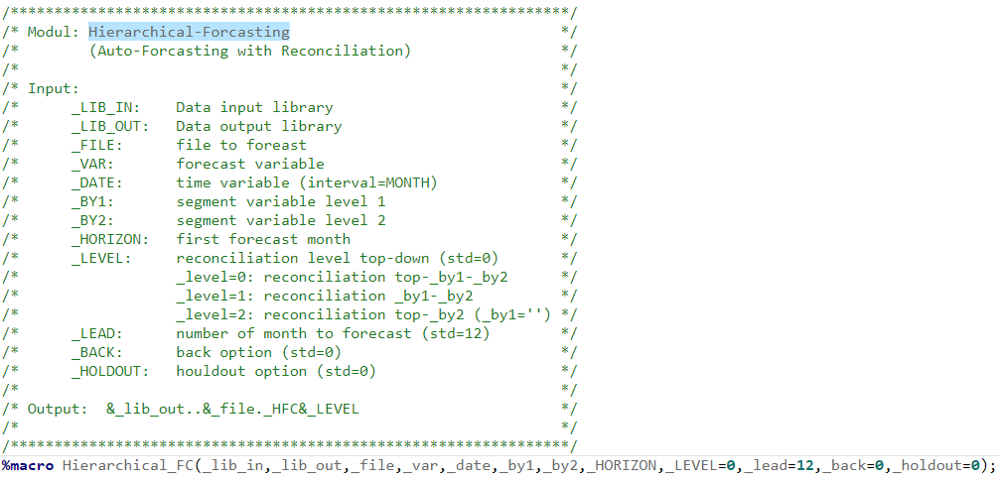 /****************************************************************/
/* Modul: Hierarchical-Forcasting */
/* (Auto-Forcasting with Reconciliation) */
/* */
/* Input: */
/* _LIB_IN: Data input library */
/* _LIB_OUT: Data output library */
/* _FILE: file to foreast */
/* _VAR: forecast variable */
/* _DATE: time variable (interval=MONTH) */
/* _BY1: segment variable level 1 */
/* _BY2: segment variable level 2 */
/* _HORIZON: first forecast month */
/* _LEVEL: reconciliation level top-down (std=0) */
/* _level=0: reconciliation top-_by1-_by2 */
/* _level=1: reconciliation _by1-_by2 */
/* _level=2: reconciliation top-_by2 (_by1='') */
/* _LEAD: number of month to forecast (std=12) */
/* _BACK: back option (std=0) */
/* _HOLDOUT: houldout option (std=0) */
/* */
/* Output: &_lib_out..&_file._HFC&_LEVEL */
/* */
/****************************************************************/
%macro Hierarchical_FC(_lib_in,_lib_out,_file,_var,_date,_by1,_by2,_HORIZON,_LEVEL=0,_lead=12,_back=0,_holdout=0);